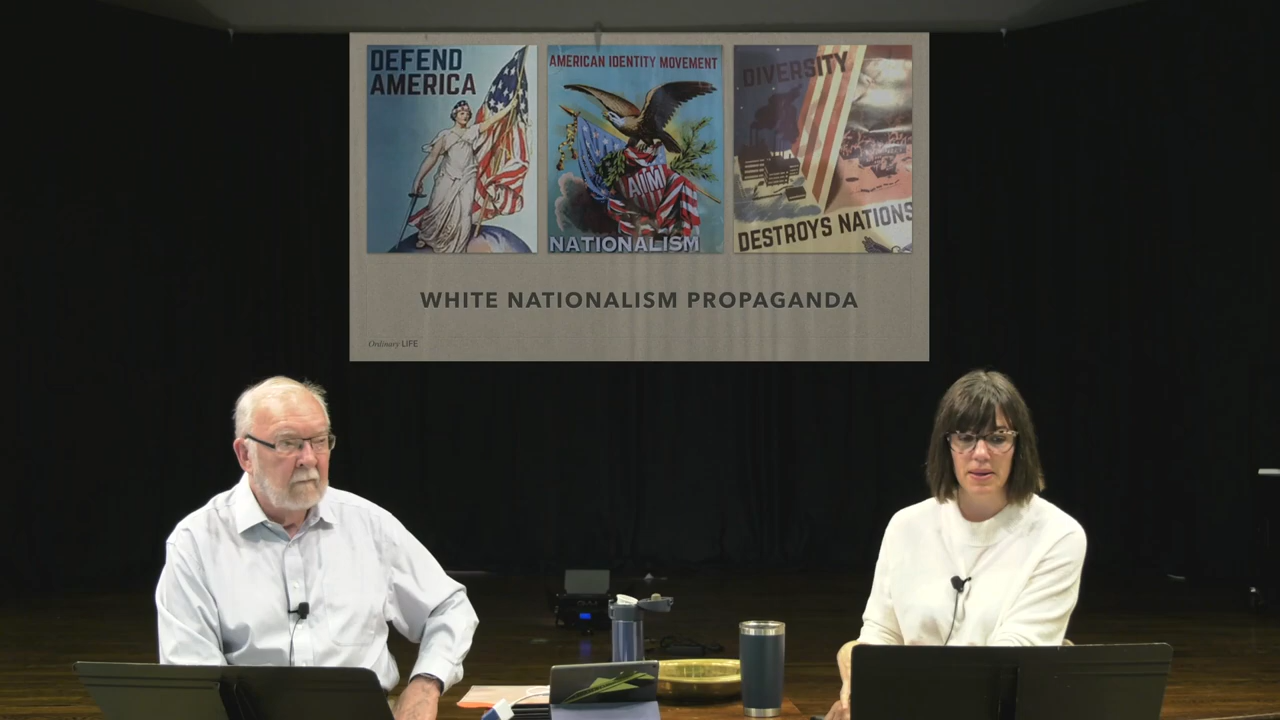 DEFEND
AMERICA
AMERICAN IDENTITY MOVEMENT
AIM
NATIONALISM
DIVERSITY
DESTROYS NATIONS
WHITE NATIONALISM PROPAGANDA
Ordinary LIFE